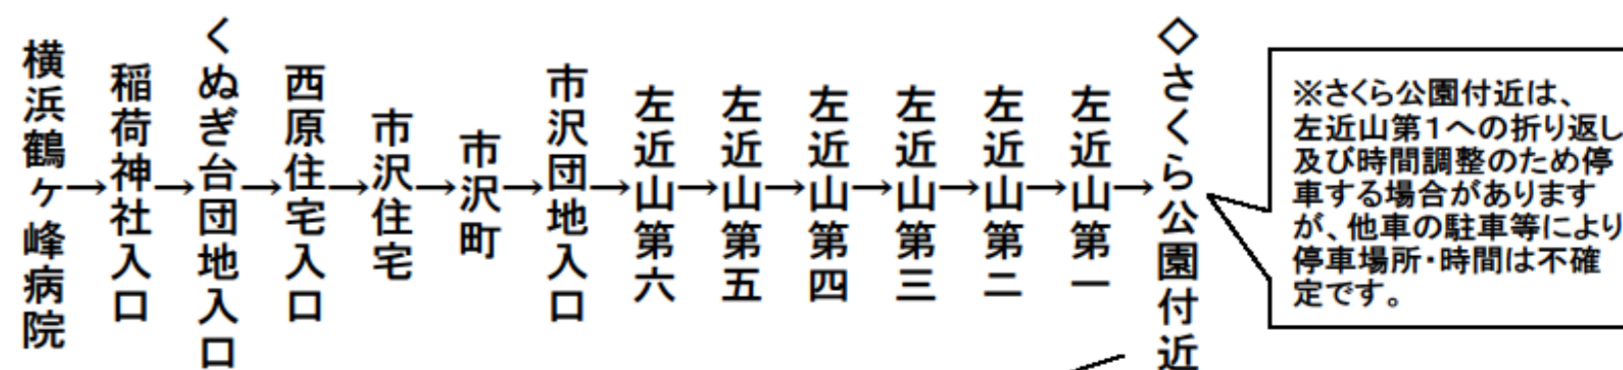 横浜鶴ヶ峰病院
→
稲荷神社入口
→
くぬぎ台団地入口
→
西原住宅入口
→
市沢住宅
→
市沢町
→
市沢団地入口
→
左近山第六
→
左近山第五
→
左近山第四
→
左近山第三
→
左近山第二
→
左近山第一
→
◇さくら公園付近
※さくら公園付近は、
左近山第1への折り返し
及び時間調整のため停
車する場合があります
が、他車の駐車等により
停車場所・時間は不確
定です。